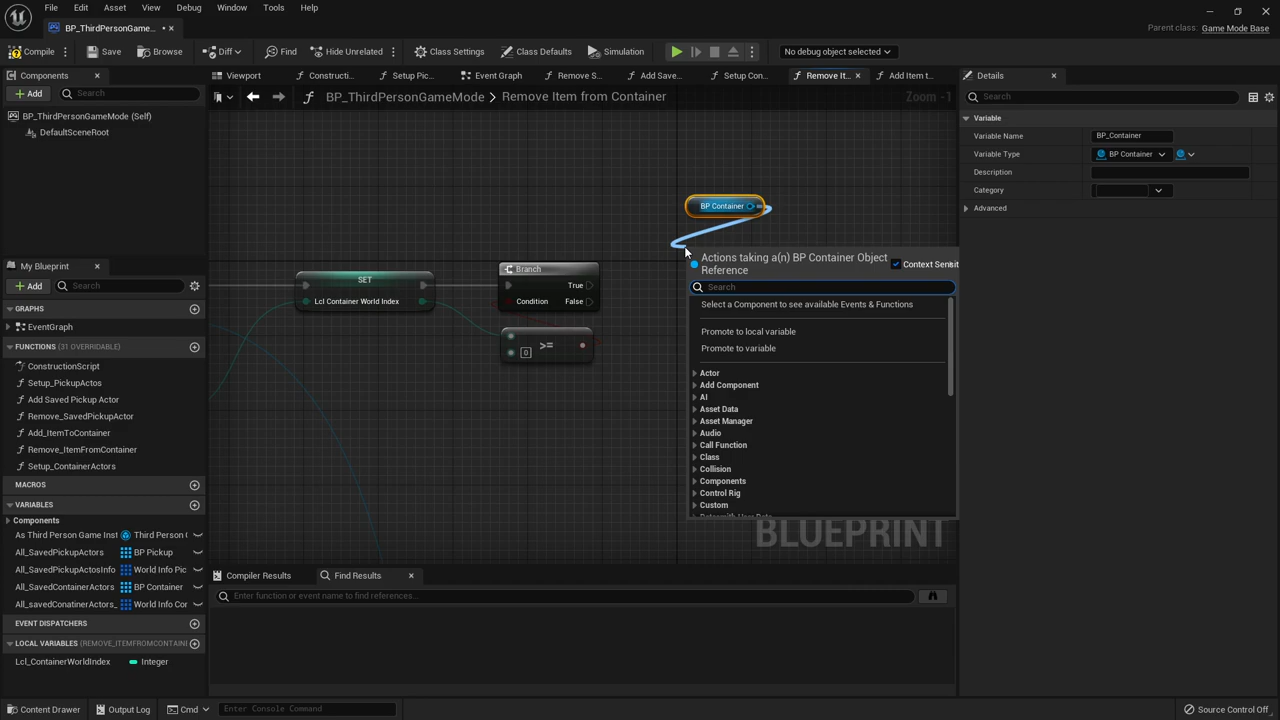 File Edit Asset View Debug Window Tools Help
BP_ThirdPersonGame...
Parent class: Game Mode Base
Compile Save Browse Diff Find Hide Unrelated Class Settings Class Defaults Simulation No debug object selected
Components
Viewport Constructi... Setup Pic... Event Graph Remove S... Add Save... Setup Con... Remove It... Add Item t...
Details
Add Search
BP_ThirdPersonGameMode > Remove Item from Container Zoom -1
Search
BP_ThirdPersonGameMode (Self)
DefaultSceneRoot
Variable
Variable Name BP_Container
Variable Type BP Container
Description
Category
Advanced
BP Container
SET
Lcl Container World Index
Branch
True
Condition False
>=
0
Actions taking a(n) BP Container Object
Reference
Context Sensit
Search
Select a Component to see available Events & Functions
Promote to local variable
Promote to variable
Actor
Add Component
AI
Asset Data
Asset Manager
Audio
Call Function
Class
Collision
Components
Control Rig
Custom
BLUEPRINT
My Blueprint
Add Search
GRAPHS
EventGraph
FUNCTIONS (31 OVERRIDABLE)
ConstructionScript
Setup_PickupActos
Add Saved Pickup Actor
Remove_SavedPickupActor
Add_ItemToContainer
Remove_ItemFromContainer
Setup_ContainerActors
MACROS
VARIABLES
Components
As Third Person Game Inst Third Person G
All_SavedPickupActors BP Pickup
All_SavedPickupActosInfo World Info Pic
All_SavedContainerActors BP Container
All_savedConatinerActors_ World Info Cor
EVENT DISPATCHERS
LOCAL VARIABLES (REMOVE_ITEMFROMCONTAIN
Lcl_ContainerWorldIndex Integer
Compiler Results Find Results
Enter function or event name to find references...
Content Drawer Output Log Cmd Enter Console Command Source Control Off